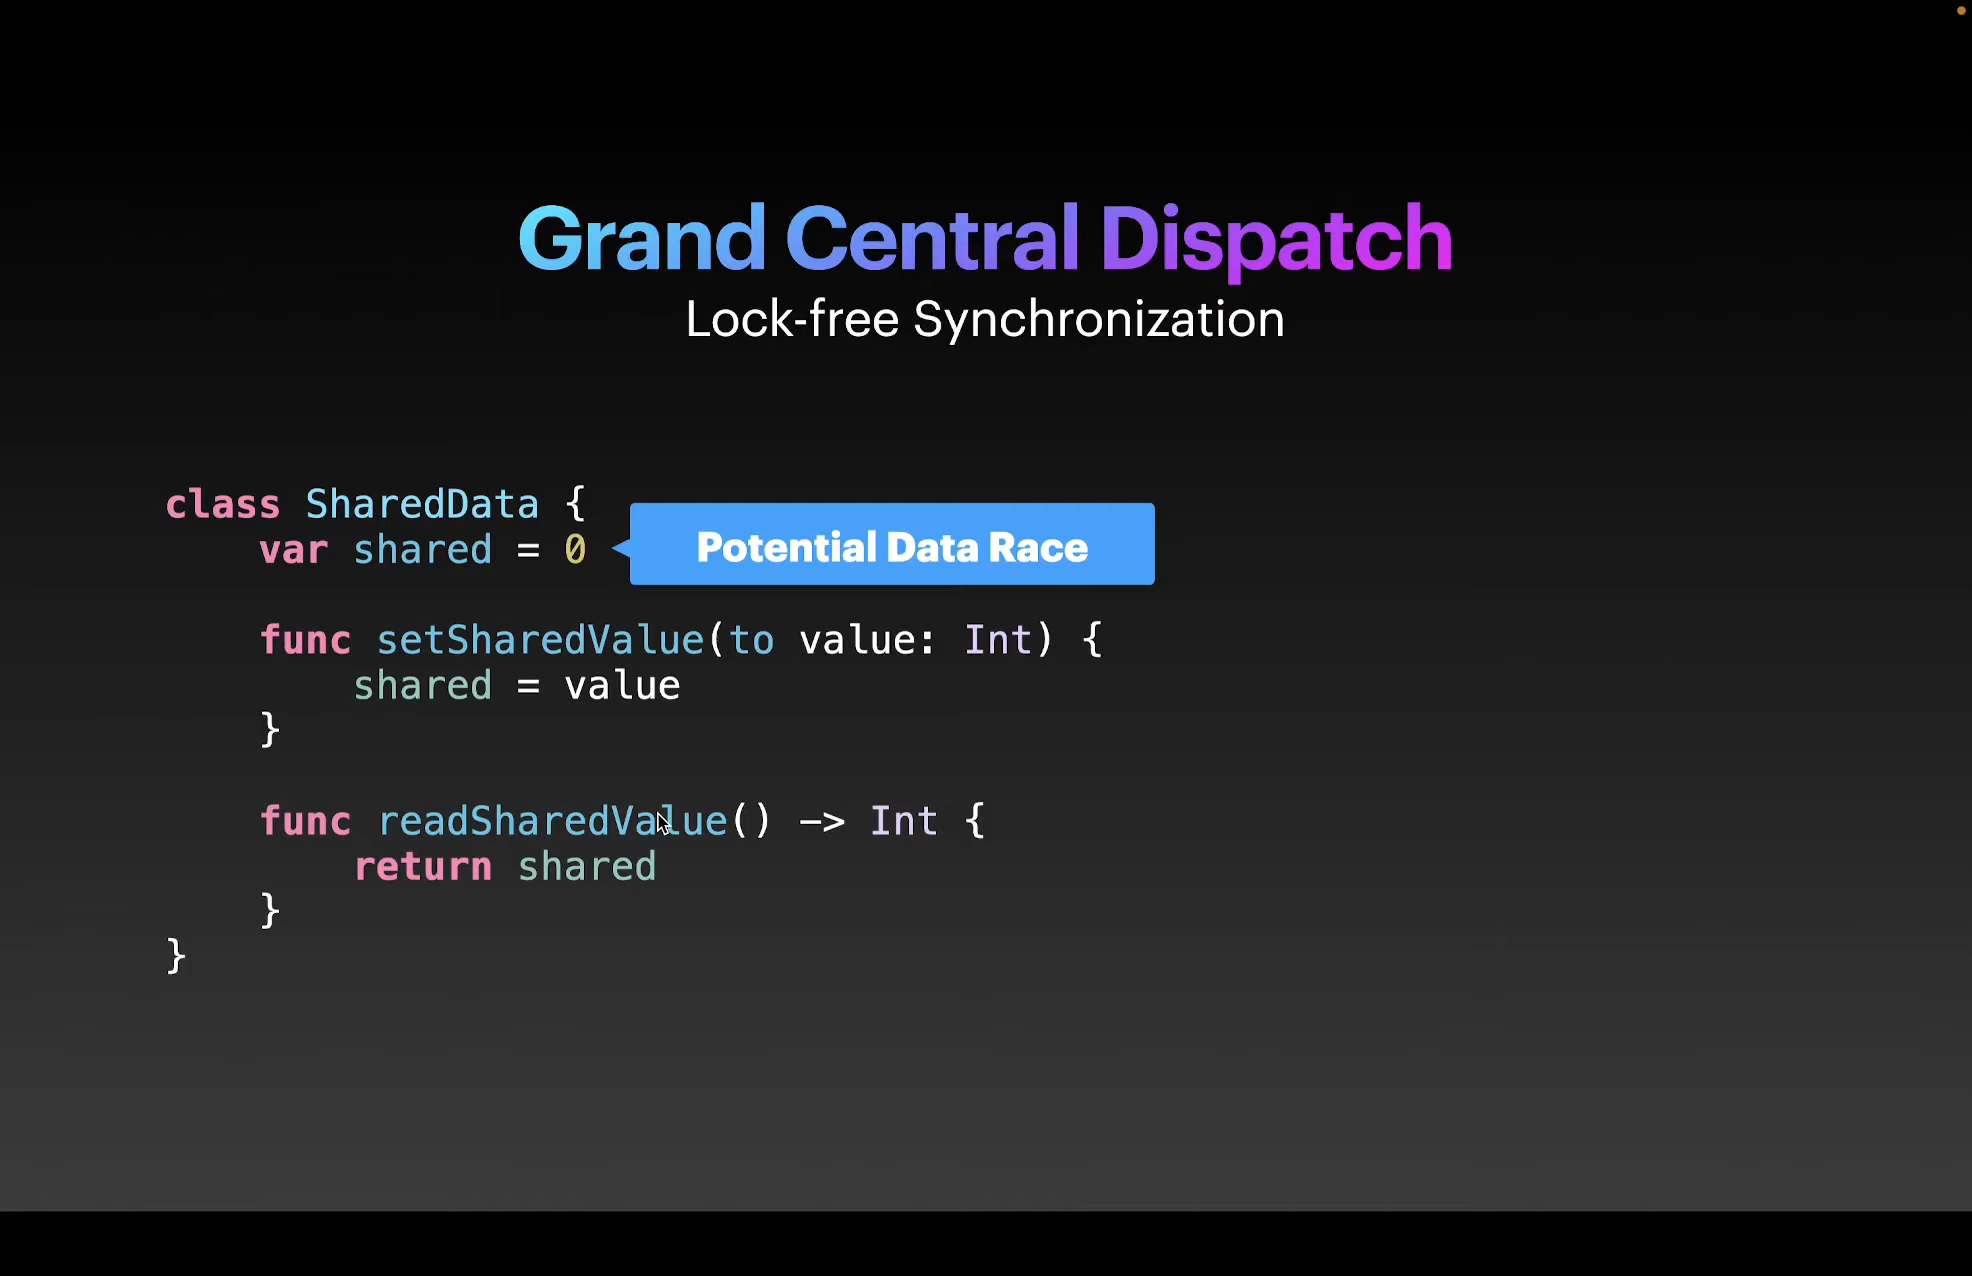 Grand Central Dispatch
Lock-free Synchronization
class SharedData {
    var shared = 0
Potential Data Race
    func setSharedValue(to value: Int) {
        shared = value
    }
    func readSharedValue() -> Int {
        return shared
    }
}